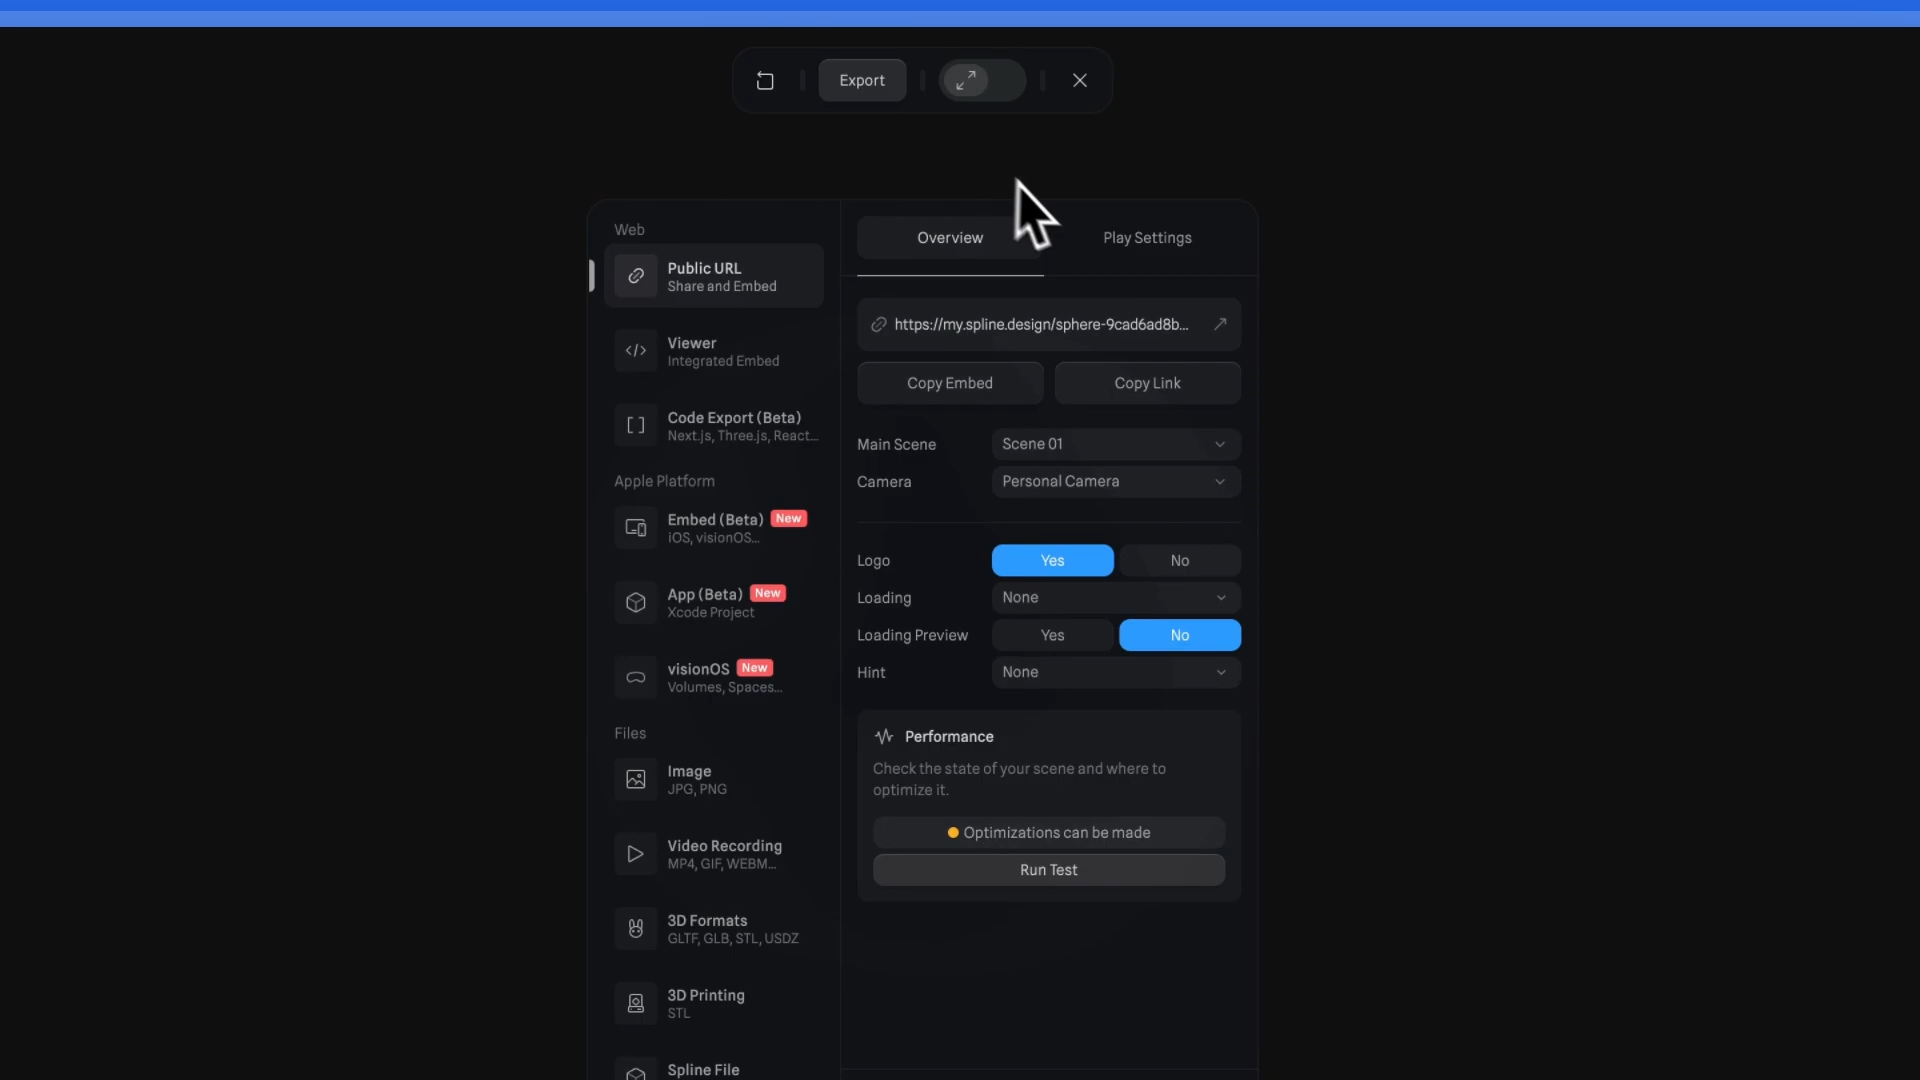 Export
Web
Public URL
Share and Embed
Viewer
Integrated Embed
Code Export (Beta)
Next.js, Three.js, React...
Apple Platform
Embed (Beta) New
iOS, visionOS...
App (Beta) New
Xcode Project
visionOS New
Volumes, Spaces...
Files
Image
JPG, PNG
Video Recording
MP4, GIF, WEBM...
3D Formats
GLTF, GLB, STL, USDZ
3D Printing
STL
Spline File
Overview
Play Settings
https://my.spline.design/sphere-9cad6ad8b...
Copy Embed
Copy Link
Main Scene Scene 01
Camera Personal Camera
Logo Yes No
Loading None
Loading Preview Yes No
Hint None
Performance
Check the state of your scene and where to
optimize it.
Optimizations can be made
Run Test